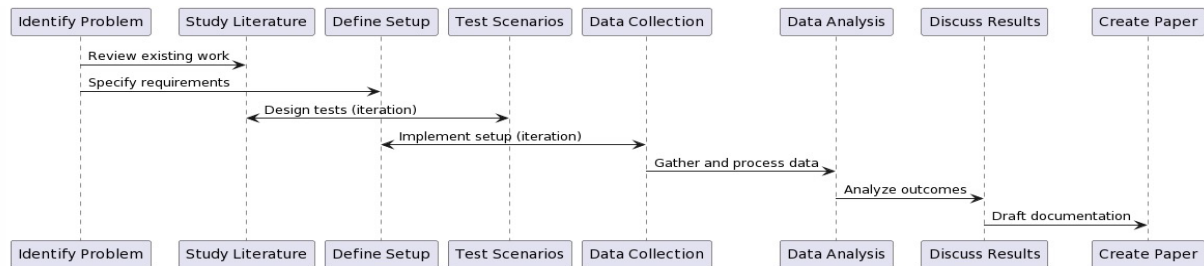 Identify Problem
Study Literature
Define Setup
Test Scenarios
Data Collection
Data Analysis
Discuss Results
Create Paper
Review existing work
Specify requirements
Design tests (iteration)
Implement setup (iteration)
Gather and process data
Analyze outcomes
Draft documentation
Identify Problem
Study Literature
Define Setup
Test Scenarios
Data Collection
Data Analysis
Discuss Results
Create Paper